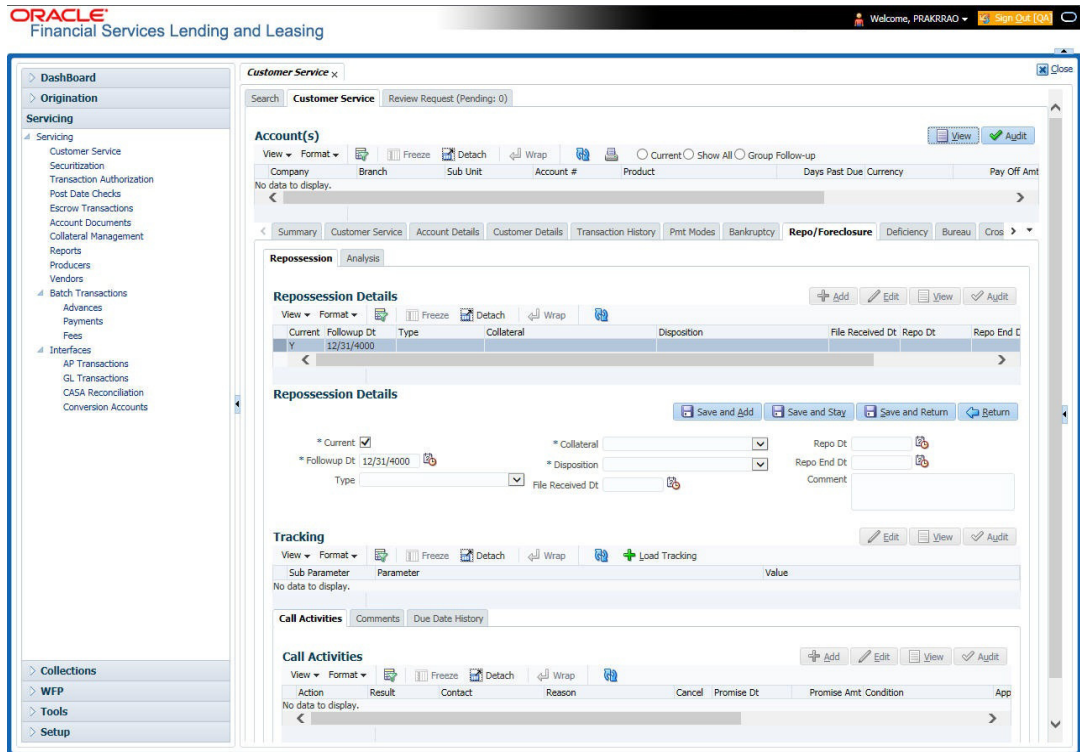 ORACLE
Financial Services Lending and Leasing
Welcome, PRAKRRAO
Sign Out [QA]
Close
DashBoard
Origination
Servicing
Servicing
Customer Service
Securitization
Transaction Authorization
Post Date Checks
Escrow Transactions
Account Documents
Collateral Management
Reports
Producers
Vendors
Batch Transactions
Advances
Payments
Fees
Interfaces
AP Transactions
GL Transactions
CASA Reconciliation
Conversion Accounts
Collections
WFP
Tools
Setup
Customer Service x
Search Customer Service Review Request (Pending: 0)
Account(s) View Audit
View Format Freeze Detach Wrap Current Show All Group Follow-up
Company Branch Sub Unit Account # Product Days Past Due Currency Pay Off Amt
No data to display.
Summary Customer Service Account Details Customer Details Transaction History Pmt Modes Bankruptcy Repo/Foreclosure Deficiency Bureau Cros
Repossession Analysis
Repossession Details Add Edit View Audit
View Format Freeze Detach Wrap
Current Followup Dt Type Collateral Disposition File Received Dt Repo Dt Repo End D
Y 12/31/4000
Repossession Details
Save and Add Save and Stay Save and Return Return
* Current * Collateral Repo Dt
* Followup Dt 12/31/4000 * Disposition Repo End Dt
Type File Received Dt Comment
Tracking Edit View Audit
View Format Freeze Detach Wrap Load Tracking
Sub Parameter Parameter Value
No data to display.
Call Activities Comments Due Date History
Call Activities Add Edit View Audit
View Format Freeze Detach Wrap
Action Result Contact Reason Cancel Promise Dt Promise Amt Condition App
No data to display.